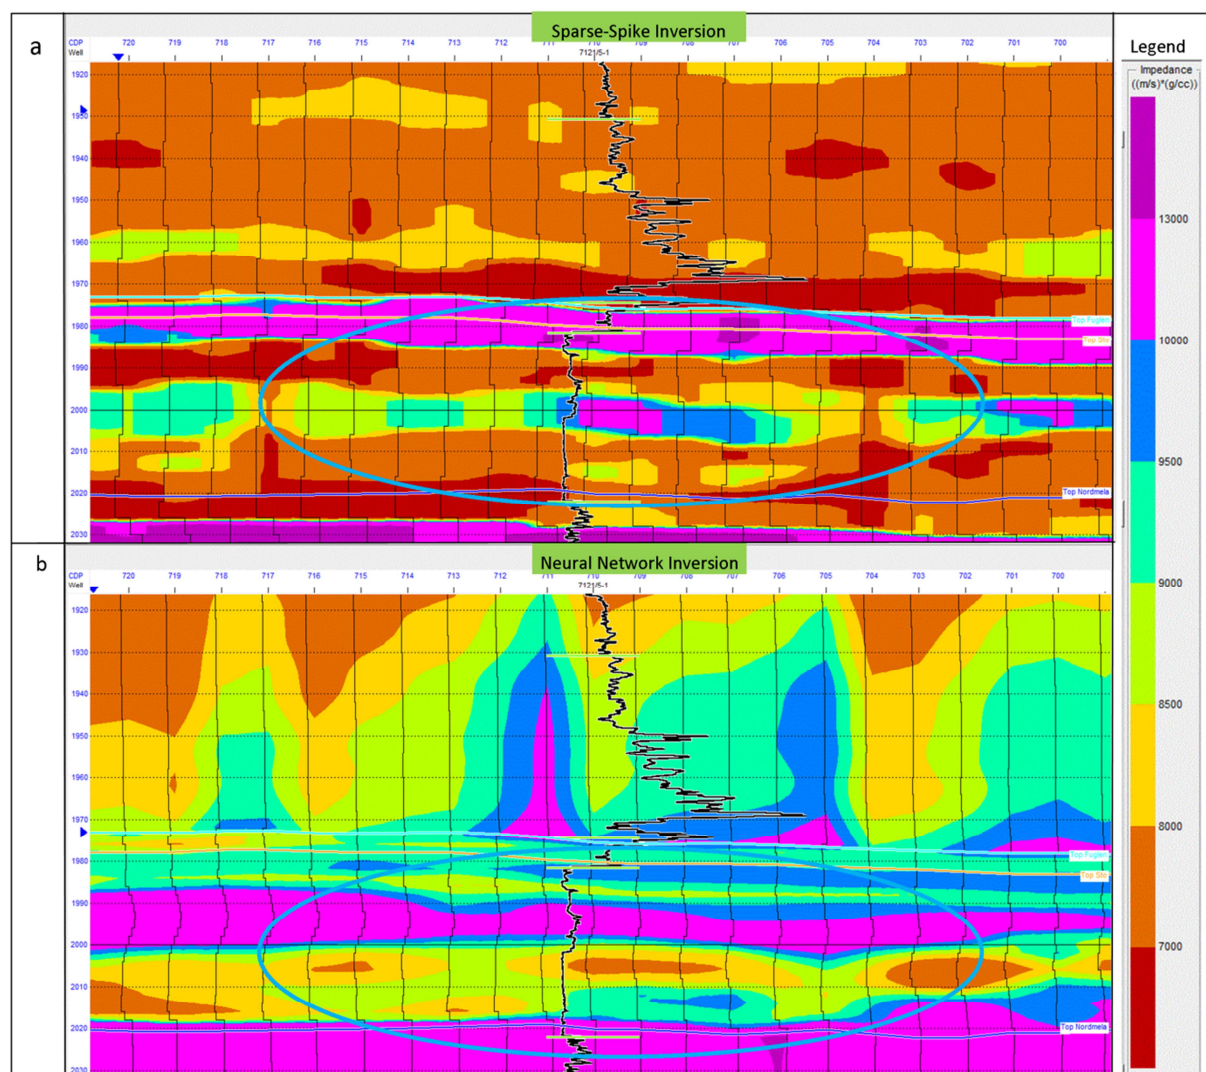 a
Sparse-Spike Inversion
CDP 720 719 718 717 716 715 714 713 712 711 710 709 708 707 706 705 704 703 702 701 700
Well 7121/5-1
1920
1950
1940
1950
1960
1970
1980
1990
2000
2010
2020
2030
Top Fuglen
Top Sto
Top Nordmela
b
Neural Network Inversion
CDP 720 719 718 717 716 715 714 713 712 711 710 709 708 707 706 705 704 703 702 701 700
Well 7121/5-1
1920
1930
1940
1950
1960
1970
1980
1990
2000
2010
2020
2030
Top Fuglen
Top Sto
Top Nordmela
Legend
Impedance
((m/s)*(g/cc))
13000
10000
9500
9000
8500
8000
7000